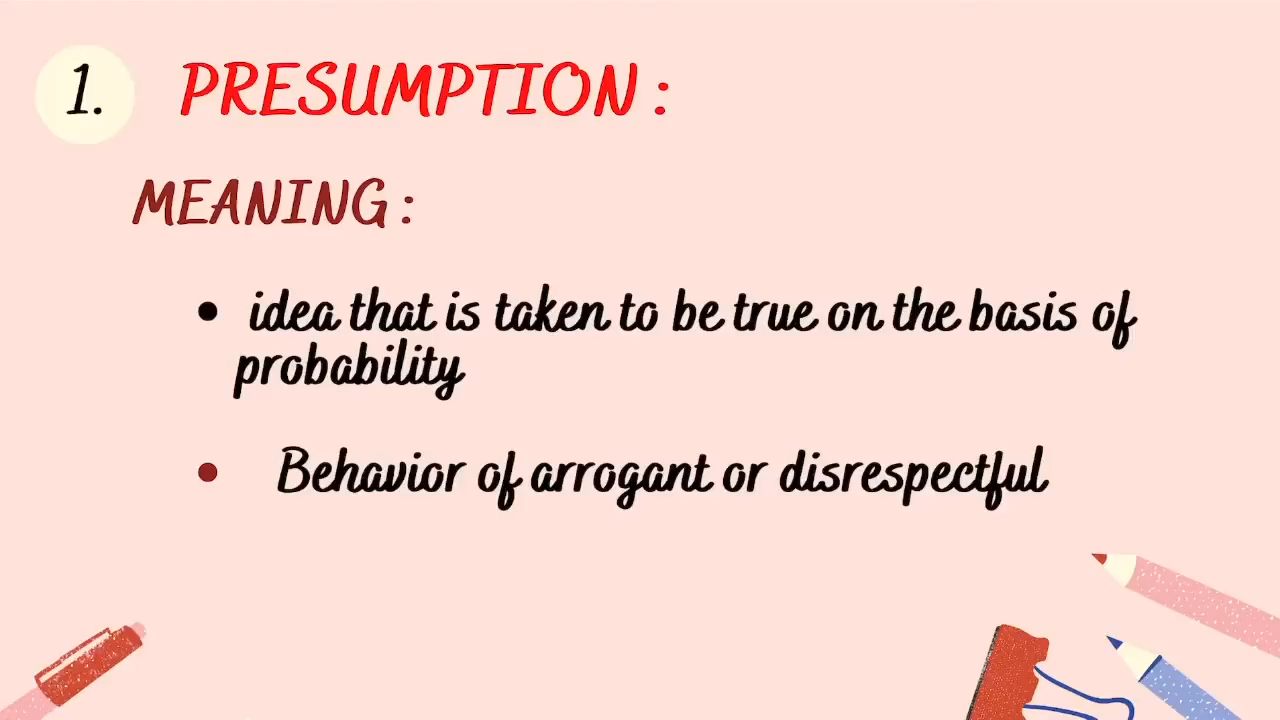 1. PRESUMPTION :
MEANING :
• idea that is taken to be true on the basis of
probability
• Behavior of arrogant or disrespectful